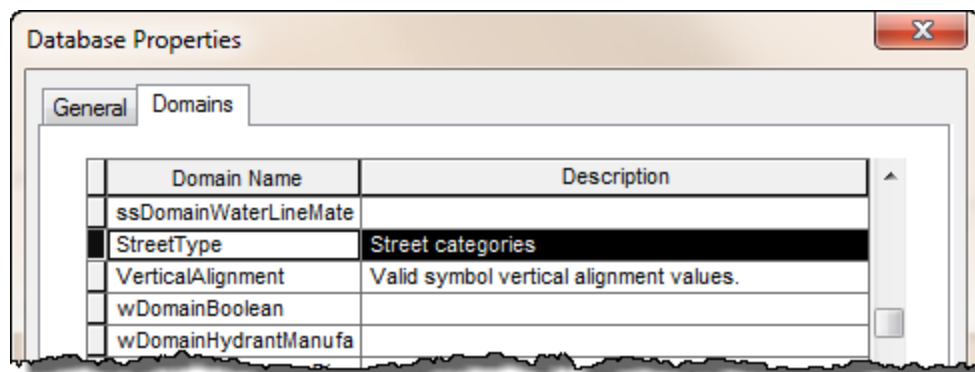 Database Properties
General Domains
Domain Name Description
ssDomainWaterLineMate
StreetType Street categories
VerticalAlignment Valid symbol vertical alignment values.
wDomainBoolean
wDomainHydrantManufa